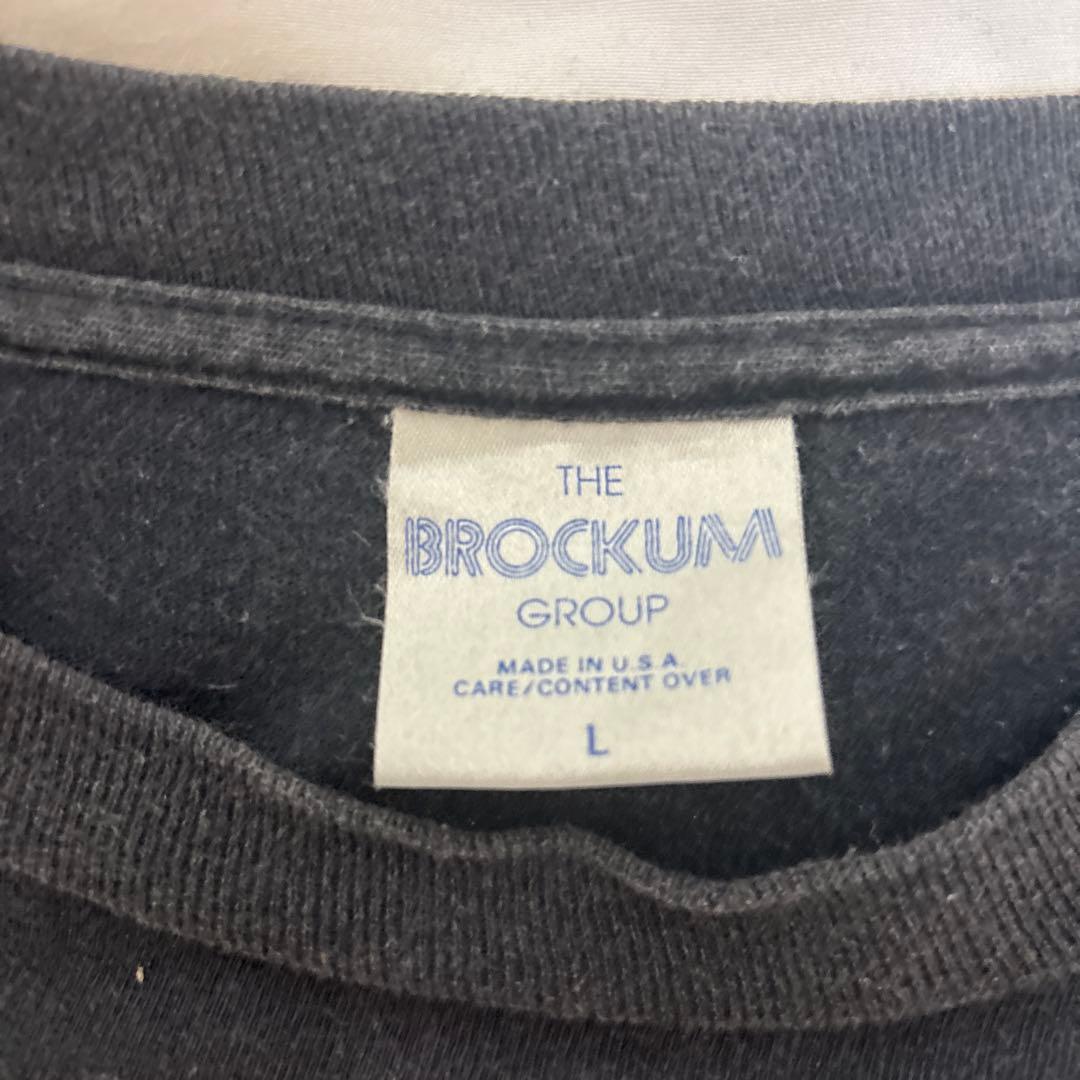 THE
BROCKUM
GROUP
MADE IN U.S.A.
CARE/CONTENT OVER
L